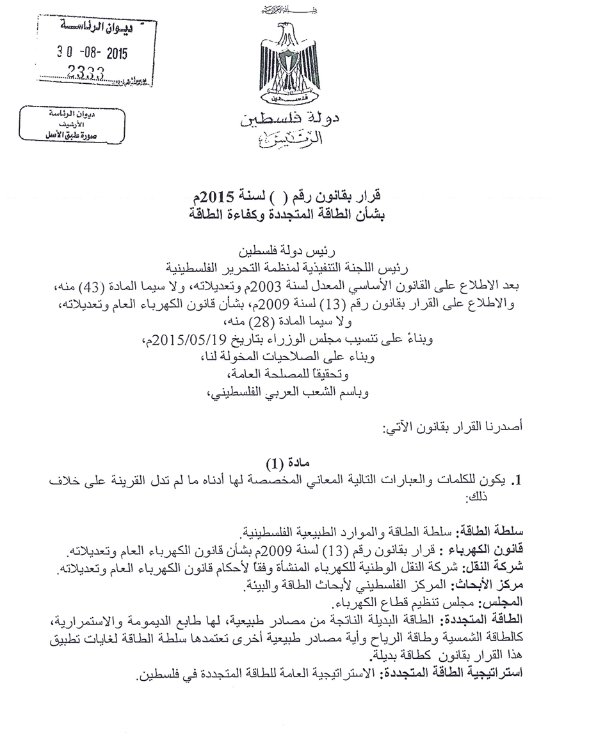 ديوان الرئاسة
30 -08- 2015
2333
ديوان الرئاسة
الأرشيف
صورة طبق الأصل
فلسطين
دولة فلسطين
الرئيس
قرار بقانون رقم ( ) لسنة 2015م
بشأن الطاقة المتجددة وكفاءة الطاقة
رئيس دولة فلسطين
رئيس اللجنة التنفيذية لمنظمة التحرير الفلسطينية
بعد الاطلاع على القانون الأساسي المعدل لسنة 2003م وتعديلاته، ولا سيما المادة (43) منه،
والاطلاع على القرار بقانون رقم (13) لسنة 2009م، بشأن قانون الكهرباء العام وتعديلاته،
ولا سيما المادة (28) منه،
وبناءً على تنسيب مجلس الوزراء بتاريخ 2015/05/19م،
وبناء على الصلاحيات المخولة لنا،
وتحقيقاً للمصلحة العامة،
وباسم الشعب العربي الفلسطيني،
أصدرنا القرار بقانون الآتي:
مادة (1)
1. يكون للكلمات والعبارات التالية المعاني المخصصة لها أدناه ما لم تدل القرينة على خلاف
ذلك:
سلطة الطاقة: سلطة الطاقة والموارد الطبيعية الفلسطينية.
قانون الكهرباء : قرار بقانون رقم (13) لسنة 2009م بشأن قانون الكهرباء العام وتعديلاته.
شركة النقل: شركة النقل الوطنية للكهرباء المنشأة وفقاً لأحكام قانون الكهرباء العام وتعديلاته.
مركز الأبحاث: المركز الفلسطيني لأبحاث الطاقة والبيئة.
المجلس: مجلس تنظيم قطاع الكهرباء.
الطاقة المتجددة: الطاقة البديلة الناتجة من مصادر طبيعية، لها طابع الديمومة والاستمرارية،
كالطاقة الشمسية وطاقة الرياح وأية مصادر طبيعية أخرى تعتمدها سلطة الطاقة لغايات تطبيق
هذا القرار بقانون كطاقة بديلة.
استراتيجية الطاقة المتجددة: الاستراتيجية العامة للطاقة المتجددة في فلسطين.